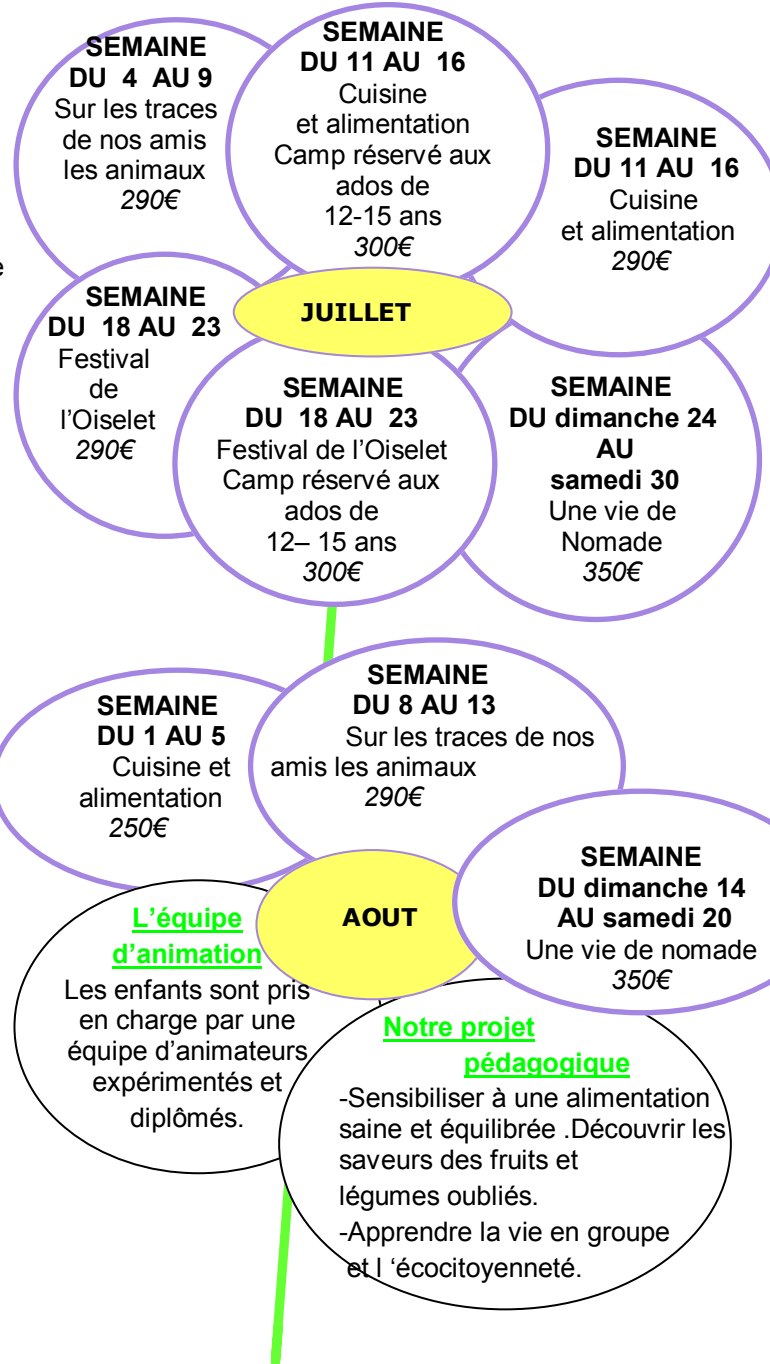 SEMAINE
DU 4 AU 9
Sur les traces
de nos amis
les animaux
290€
SEMAINE
DU 11 AU 16
Cuisine
et alimentation
Camp réservé aux
ados de
12-15 ans
300€
SEMAINE
DU 11 AU 16
Cuisine
et alimentation
290€
e
JUILLET
SEMAINE
DU 18 AU 23
Festival
de
l’Oiselet
290€
SEMAINE
DU 18 AU 23
Festival de l’Oiselet
Camp réservé aux
ados de
12– 15 ans
300€
SEMAINE
DU dimanche 24
AU
samedi 30
Une vie de
Nomade
350€
SEMAINE
DU 1 AU 5
Cuisine et
alimentation
250€
SEMAINE
DU 8 AU 13
Sur les traces de nos
amis les animaux
290€
AOUT
SEMAINE
DU dimanche 14
AU samedi 20
Une vie de nomade
350€
L’équipe
d’animation
Les enfants sont pris
en charge par une
équipe d’animateurs
expérimentés et
diplômés.
Notre projet
pédagogique
-Sensibiliser à une alimentation
saine et équilibrée .Découvrir les
saveurs des fruits et
légumes oubliés.
-Apprendre la vie en groupe
et l ‘écocitoyenneté.